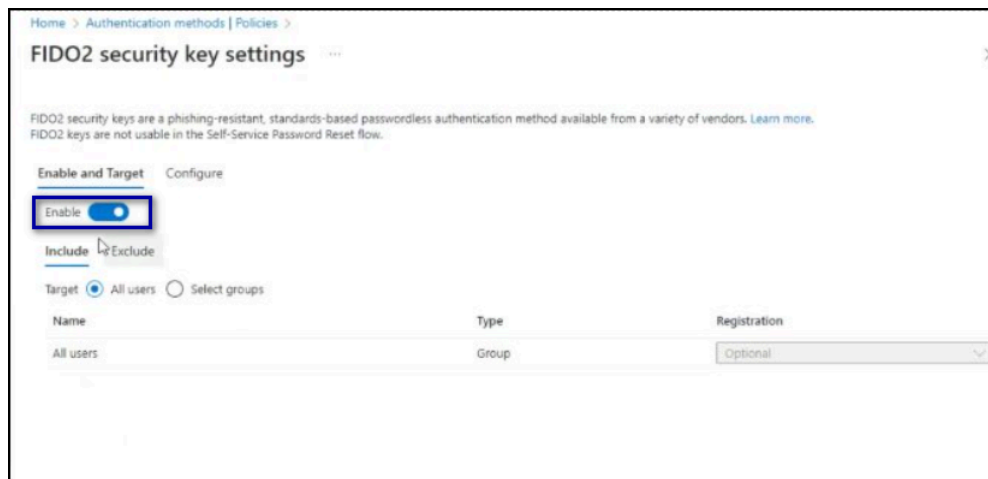 Home > Authentication methods | Policies >
FIDO2 security key settings ...
FIDO2 security keys are a phishing-resistant, standards-based passwordless authentication method available from a variety of vendors. Learn more.
FIDO2 keys are not usable in the Self-Service Password Reset flow.
Enable and Target Configure
Enable
Include Exclude
Target All users Select groups
Name Type Registration
All users Group Optional